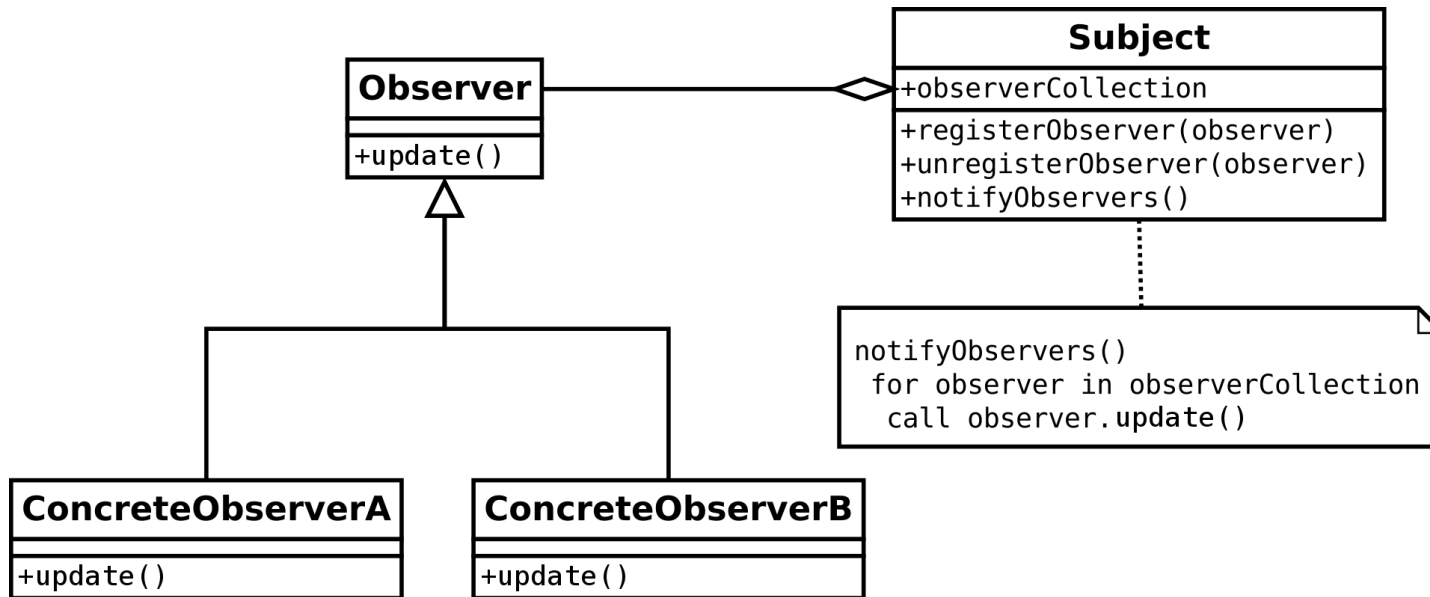 Observer
+update()
Subject
+observerCollection
+registerObserver(observer)
+unregisterObserver(observer)
+notifyObservers()
notifyObservers()
for observer in observerCollection
call observer.update()
ConcreteObserverA
+update()
ConcreteObserverB
+update()